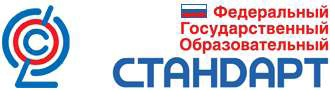 Федеральный
Государственный
Образовательный
СТАНДАРТ